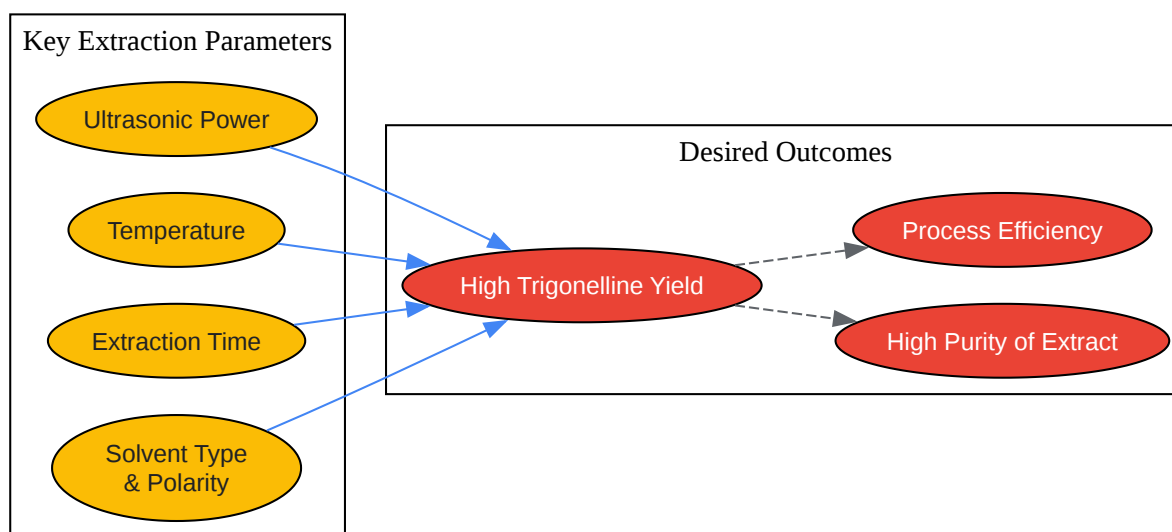 Key Extraction Parameters
Ultrasonic Power
Temperature
Extraction Time
Solvent Type
& Polarity
Desired Outcomes
High Trigonelline Yield
Process Efficiency
High Purity of Extract